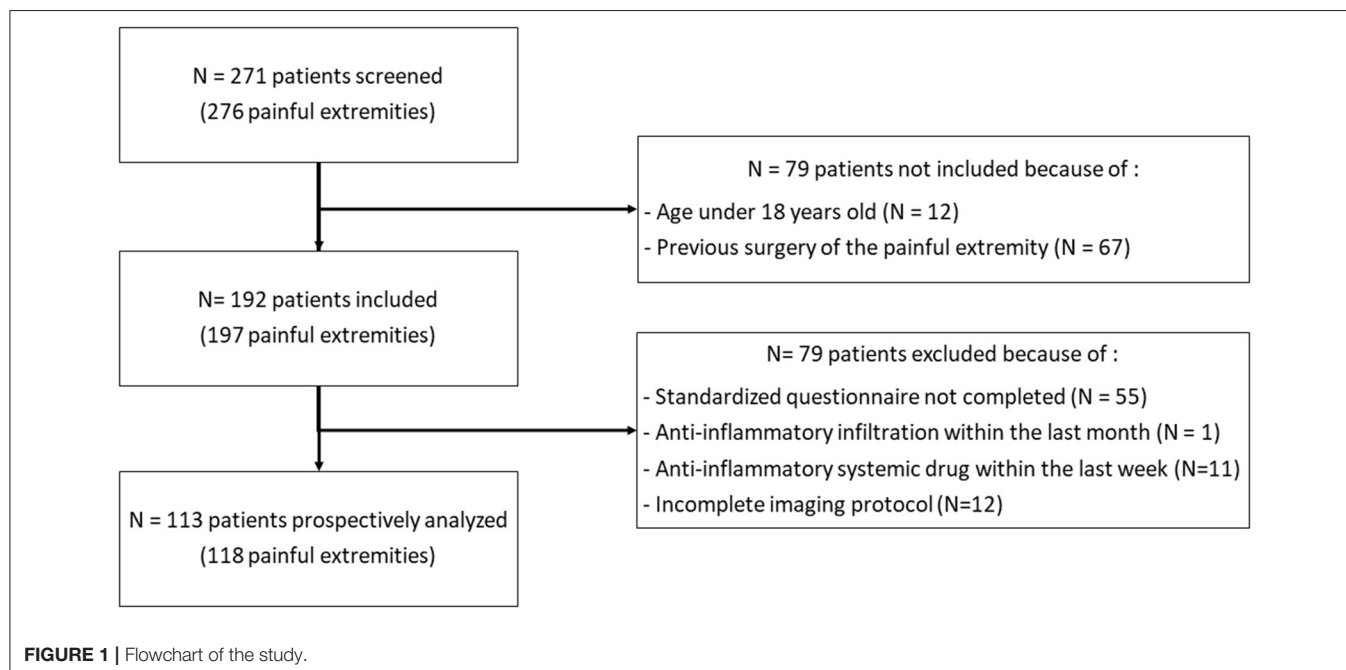 N = 271 patients screened
(276 painful extremities)
N = 79 patients not included because of :
- Age under 18 years old (N = 12)
- Previous surgery of the painful extremity (N = 67)
N= 192 patients included
(197 painful extremities)
N= 79 patients excluded because of :
- Standardized questionnaire not completed (N = 55)
- Anti-inflammatory infiltration within the last month (N = 1)
- Anti-inflammatory systemic drug within the last week (N=11)
- Incomplete imaging protocol (N=12)
N = 113 patients prospectively analyzed
(118 painful extremities)
FIGURE 1 | Flowchart of the study.